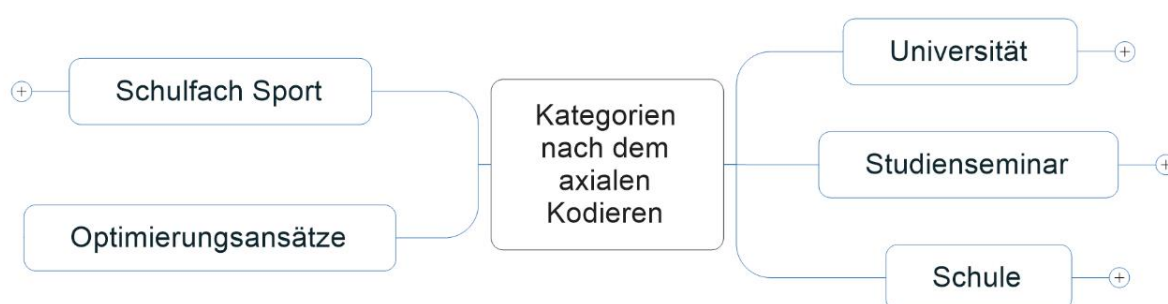 Schulfach Sport
Optimierungsansätze
Kategorien
nach dem
axialen
Kodieren
Universität
Studienseminar
Schule